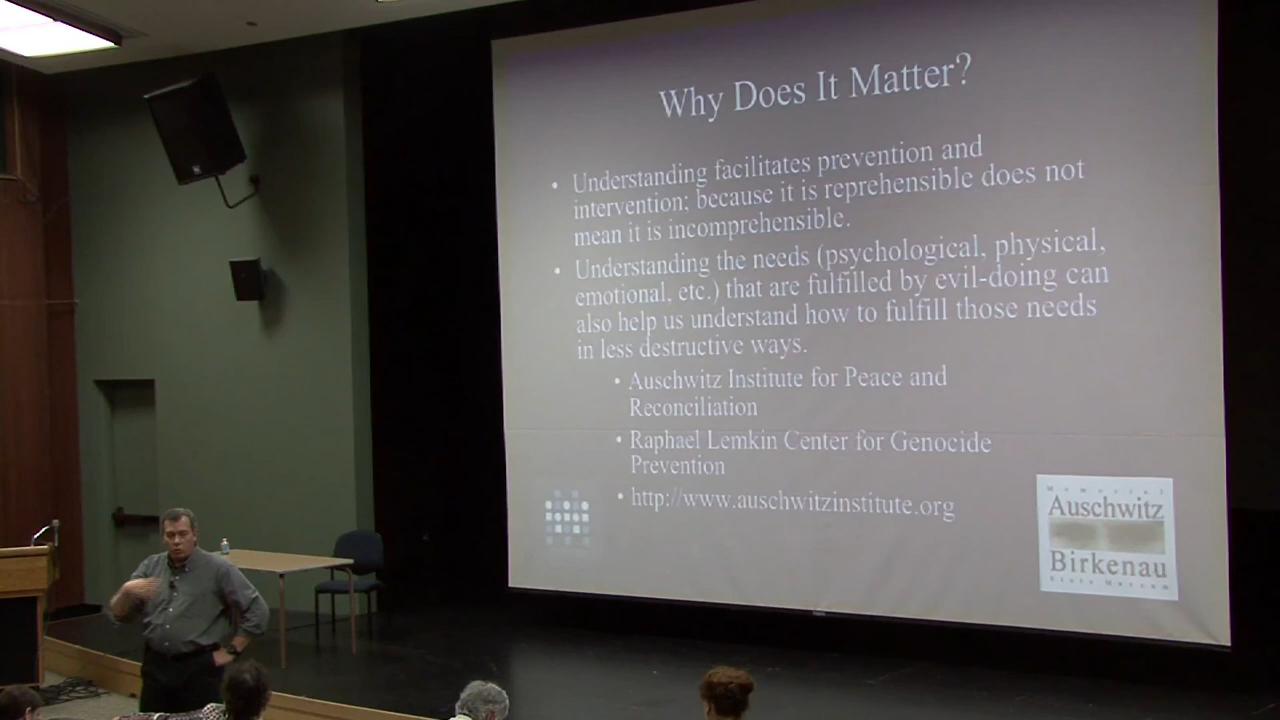 Why Does It Matter?
• Understanding facilitates prevention and
intervention; because it is reprehensible does not
mean it is incomprehensible.
• Understanding the needs (psychological, physical,
emotional, etc.) that are fulfilled by evil-doing can
also help us understand how to fulfill those needs
in less destructive ways.
• Auschwitz Institute for Peace and
Reconciliation
• Raphael Lemkin Center for Genocide
Prevention
• http://www.auschwitzinstitute.org
Memorial
Auschwitz
Birkenau
State Museum